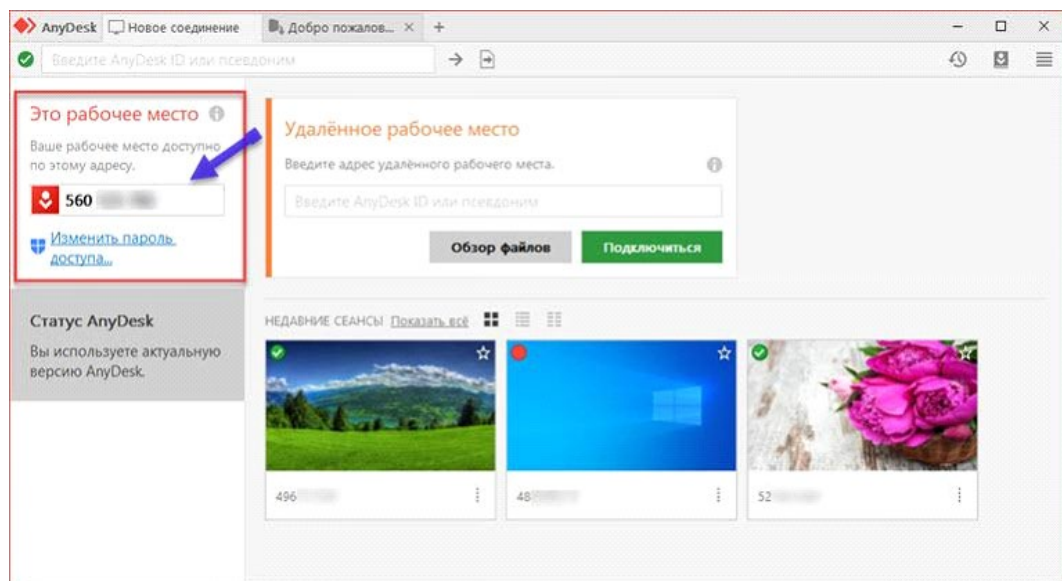 AnyDesk Новое соединение Добро пожалов...
Введите AnyDesk ID или псевдоним
Это рабочее место
Ваше рабочее место доступно
по этому адресу.
560
Изменить пароль
доступа...
Статус AnyDesk
Вы используете актуальную
версию AnyDesk.
Удалённое рабочее место
Введите адрес удалённого рабочего места.
Введите AnyDesk ID или псевдоним
Обзор файлов Подключиться
НЕДАВНИЕ СЕАНСЫ Показать всё
496 48 52